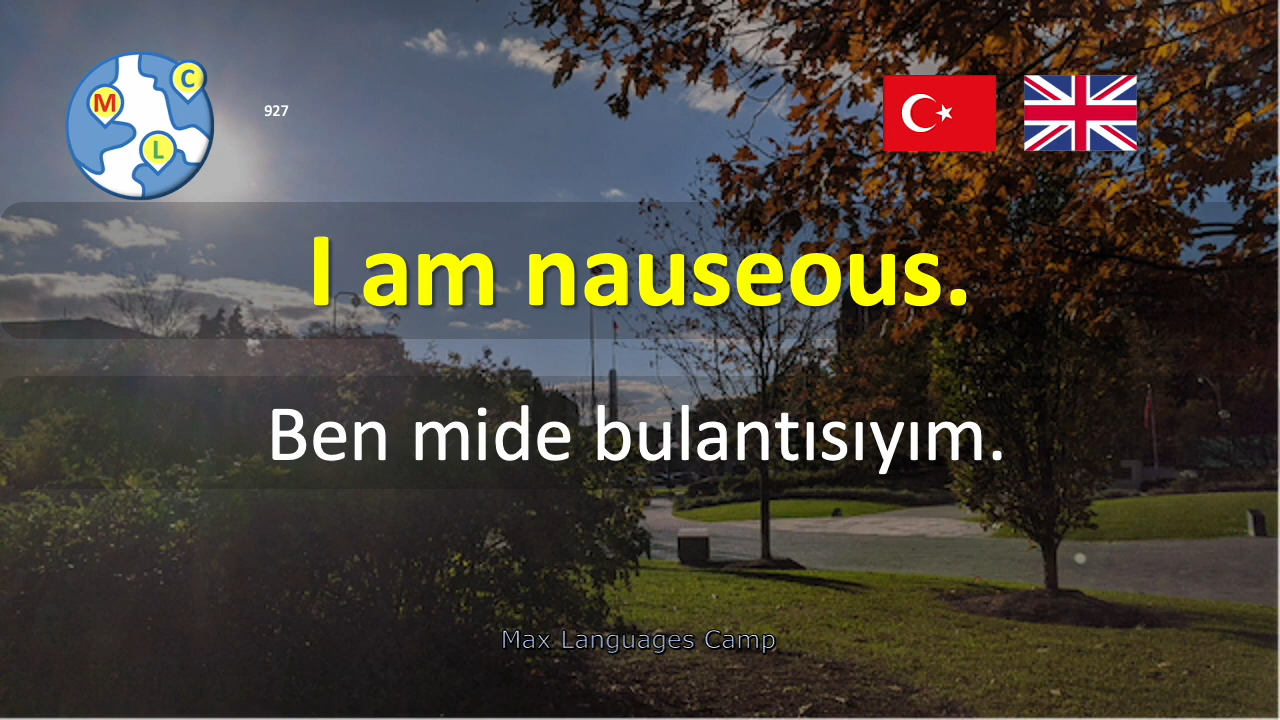 C
M
L
927
I am nauseous.
Ben mide bulantısıyım.
Max Languages Camp